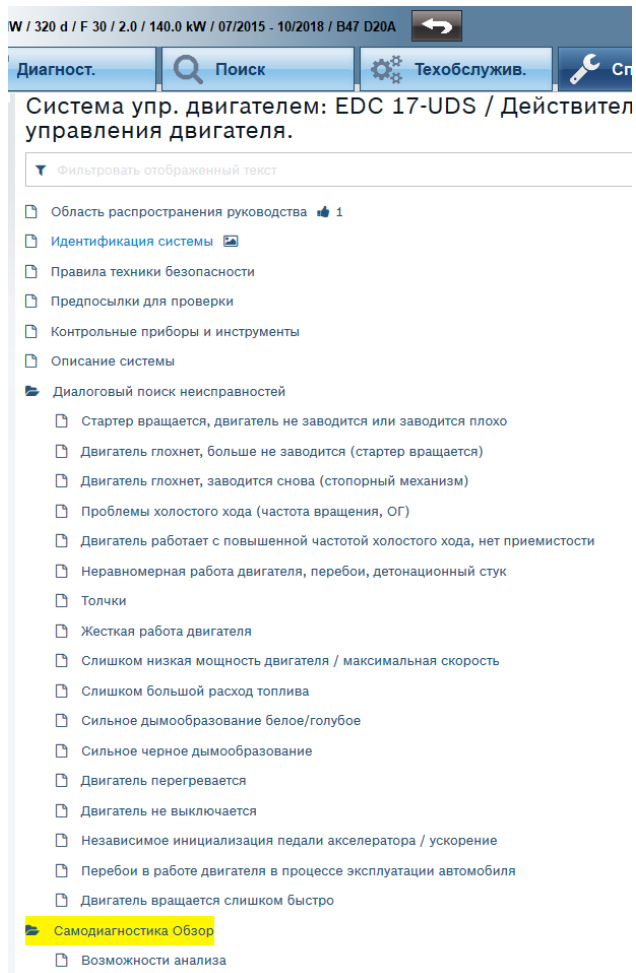 W / 320 d / F 30 / 2.0 / 140.0 kW / 07/2015 - 10/2018 / B47 D20A
Диагност.
Поиск
Техобслужив.
Сп
Система упр. двигателем: EDC 17-UDS / Действител
управления двигателя.
Фильтровать отображенный текст
Область распространения руководства 1
Идентификация системы
Правила техники безопасности
Предпосылки для проверки
Контрольные приборы и инструменты
Описание системы
Диалоговый поиск неисправностей
Стартер вращается, двигатель не заводится или заводится плохо
Двигатель глохнет, больше не заводится (стартер вращается)
Двигатель глохнет, заводится снова (стопорный механизм)
Проблемы холостого хода (частота вращения, ОГ)
Двигатель работает с повышенной частотой холостого хода, нет приемистости
Неравномерная работа двигателя, перебои, детонационный стук
Толчки
Жесткая работа двигателя
Слишком низкая мощность двигателя / максимальная скорость
Слишком большой расход топлива
Сильное дымообразование белое/голубое
Сильное черное дымообразование
Двигатель перегревается
Двигатель не выключается
Независимое инициализация педали акселератора / ускорение
Перебои в работе двигателя в процессе эксплуатации автомобиля
Двигатель вращается слишком быстро
Самодиагностика Обзор
Возможности анализа